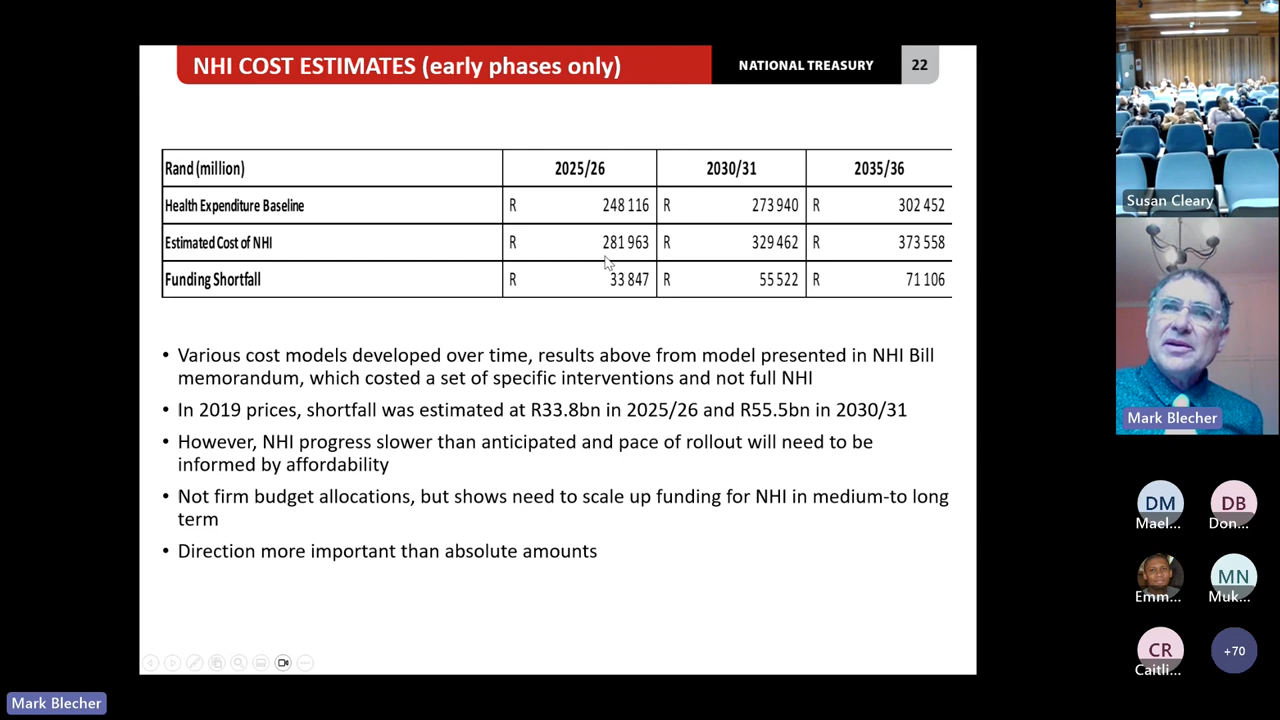 NHI COST ESTIMATES (early phases only)
NATIONAL TREASURY
22
Rand (million) 2025/26 2030/31 2035/36
Health Expenditure Baseline R 248 116 R 273 940 R 302 452
Estimated Cost of NHI R 281 963 R 329 462 R 373 558
Funding Shortfall R 33 847 R 55 522 R 71 106
• Various cost models developed over time, results above from model presented in NHI Bill
memorandum, which costed a set of specific interventions and not full NHI
• In 2019 prices, shortfall was estimated at R33.8bn in 2025/26 and R55.5bn in 2030/31
• However, NHI progress slower than anticipated and pace of rollout will need to be
informed by affordability
• Not firm budget allocations, but shows need to scale up funding for NHI in medium-to long
term
• Direction more important than absolute amounts
Susan Cleary
Mark Blecher
DM
Mael...
DB
Don...
Emm...
MN
Muk...
CR
Caitli...
+70
Mark Blecher